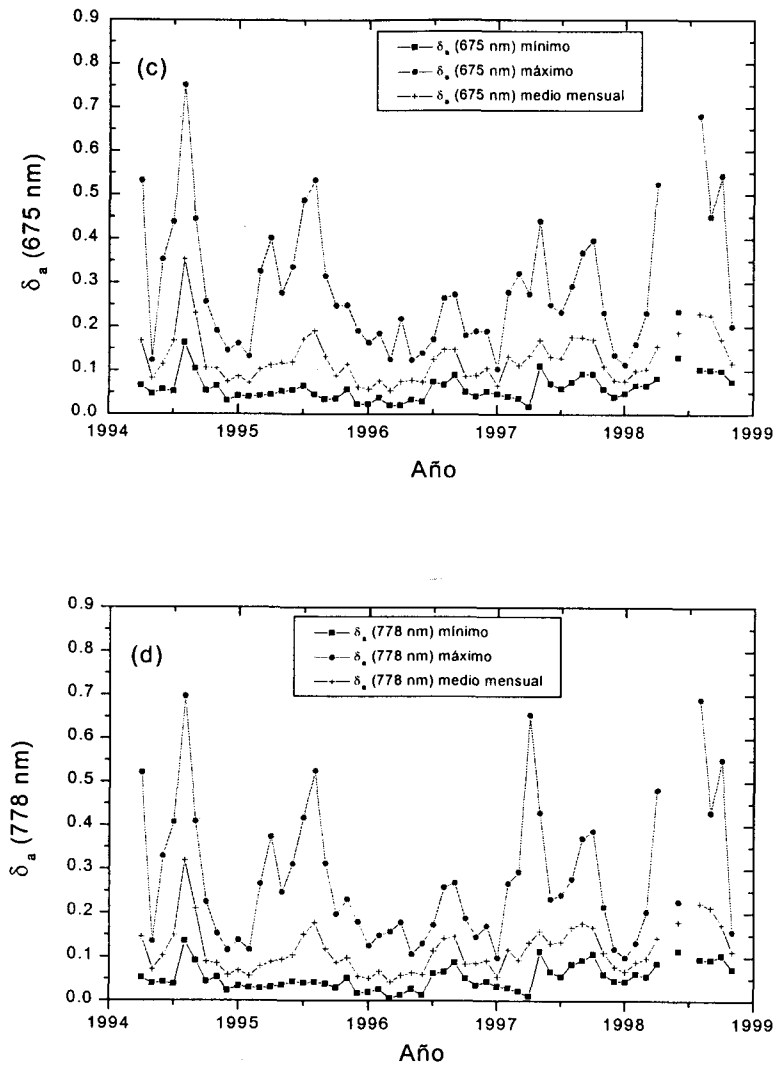 0.9
0.8
0.7
0.6
0.5
0.4
0.3
0.2
0.1
0.0
δa (675 nm)
(c)
δa (675 nm) mínimo
δa (675 nm) máximo
δa (675 nm) medio mensual
1994 1995 1996 1997 1998 1999
Año
0.9
0.8
0.7
0.6
0.5
0.4
0.3
0.2
0.1
0.0
δa (778 nm)
(d)
δa (778 nm) mínimo
δa (778 nm) máximo
δa (778 nm) medio mensual
1994 1995 1996 1997 1998 1999
Año